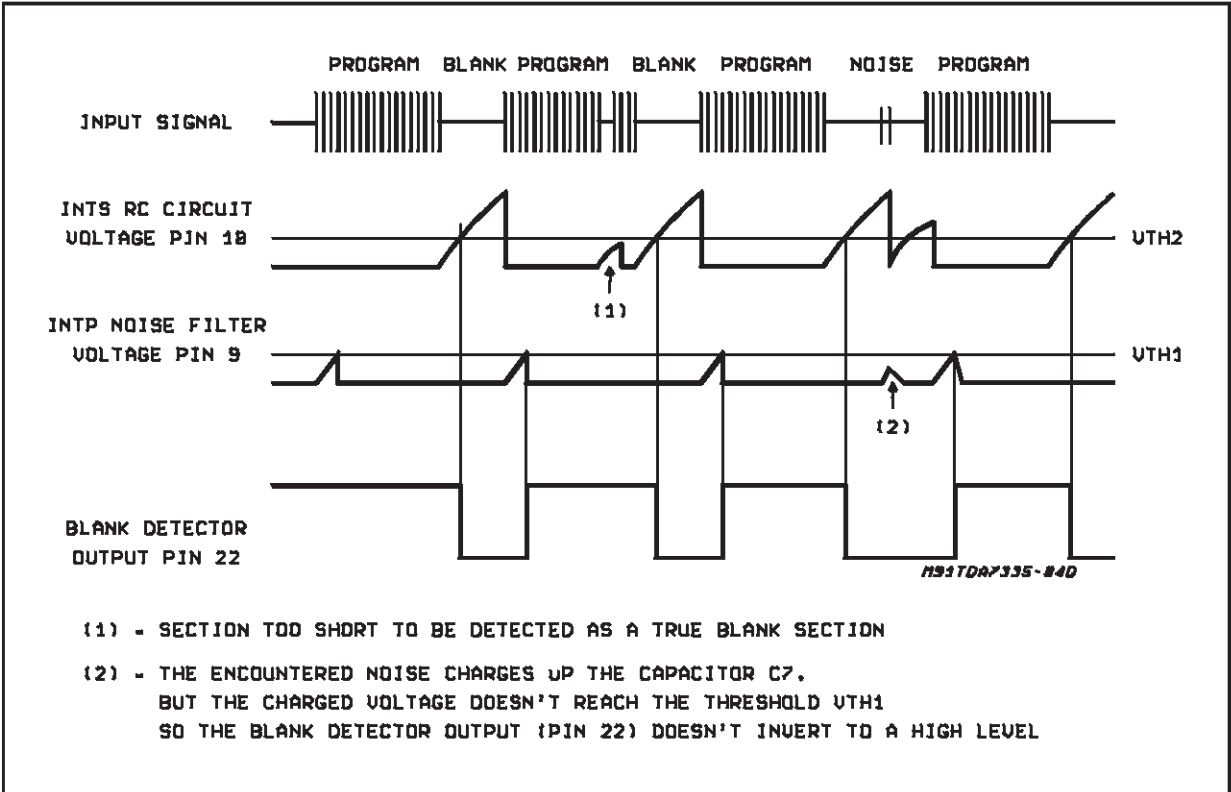 PROGRAM BLANK PROGRAM BLANK PROGRAM NOISE PROGRAM
INPUT SIGNAL
INTS RC CIRCUIT
VOLTAGE PIN 10
VTH2
(1)
INTP NOISE FILTER
VOLTAGE PIN 9
VTH1
(2)
BLANK DETECTOR
OUTPUT PIN 22
M91TDA7335-04D
(1) - SECTION TOO SHORT TO BE DETECTED AS A TRUE BLANK SECTION
(2) - THE ENCOUNTERED NOISE CHARGES uP THE CAPACITOR C7.
BUT THE CHARGED VOLTAGE DOESN'T REACH THE THRESHOLD VTH1
SO THE BLANK DETECTOR OUTPUT (PIN 22) DOESN'T INVERT TO A HIGH LEVEL